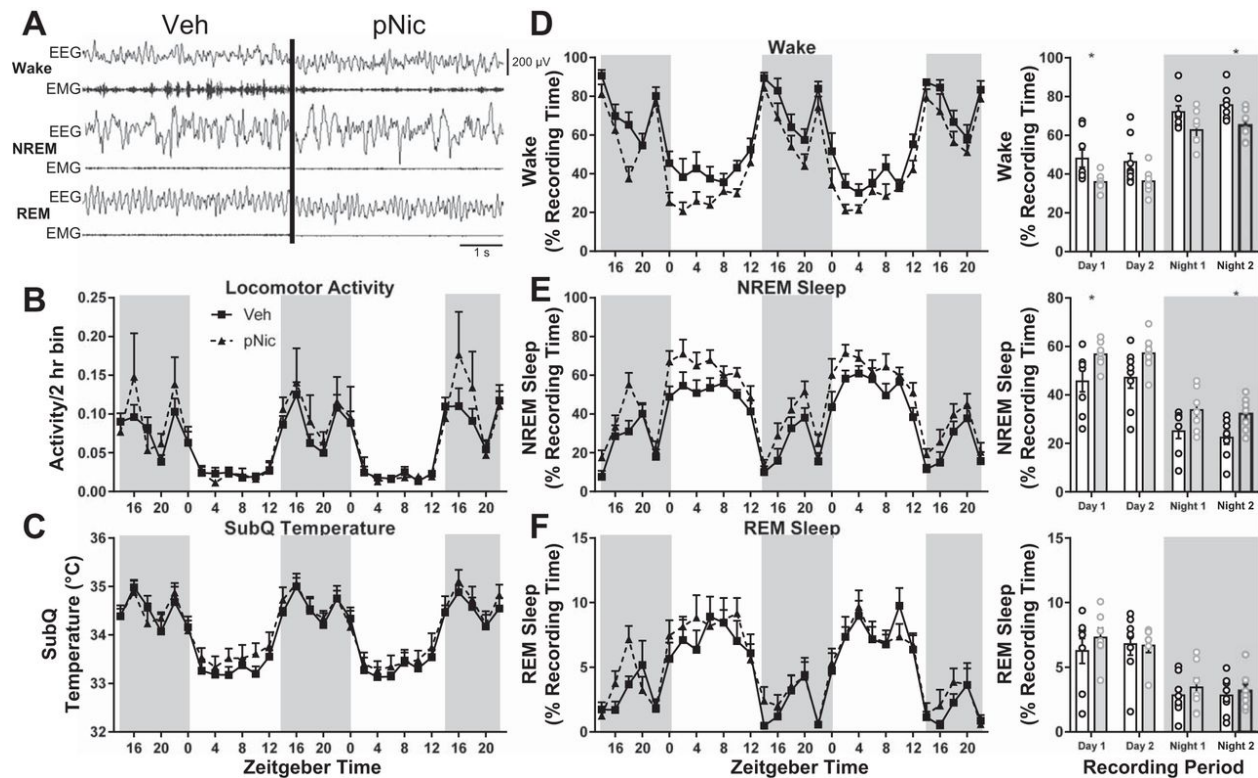 A
Veh
pNic
Wake
EEG
EMG
200 µV
NREM
EEG
EMG
REM
EEG
EMG
1 s
B
Locomotor Activity
Veh
pNic
Activity/2 hr bin
0.25
0.20
0.15
0.10
0.05
0.00
16 20 0 4 8 12 16 20 0 4 8 12 16 20
C
SubQ Temperature
SubQ
Temperature (°C)
36
35
34
33
32
16 20 0 4 8 12 16 20 0 4 8 12 16 20
Zeitgeber Time
D
Wake
Wake
(% Recording Time)
100
80
60
40
20
0
16 20 0 4 8 12 16 20 0 4 8 12 16 20
Wake
(% Recording Time)
100
80
60
40
20
0
* *
Day 1 Day 2 Night 1 Night 2
E
NREM Sleep
NREM Sleep
(% Recording Time)
100
80
60
40
20
0
16 20 0 4 8 12 16 20 0 4 8 12 16 20
NREM Sleep
(% Recording Time)
80
60
40
20
0
* *
Day 1 Day 2 Night 1 Night 2
F
REM Sleep
REM Sleep
(% Recording Time)
15
10
5
0
16 20 0 4 8 12 16 20 0 4 8 12 16 20
Zeitgeber Time
REM Sleep
(% Recording Time)
15
10
5
0
Day 1 Day 2 Night 1 Night 2
Recording Period